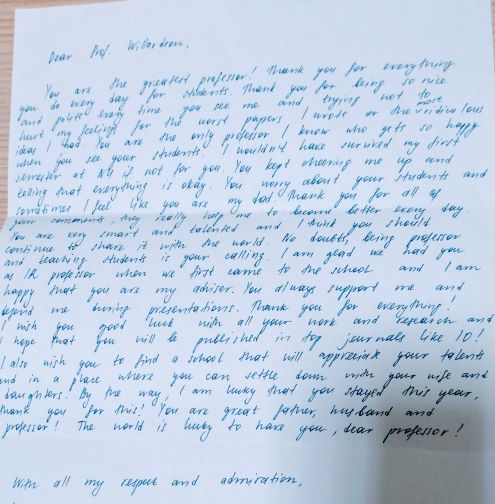 Dear Prof. Willardson,
You are the greatest professor! Thank you for everything
you do every day for students. Thank you for being so nice
and polite every time you see me and trying not to
hurt my feelings for the worst papers I wrote or the most ridiculous
ideas I had. You are the only professor I know who gets so happy
when you see your students. I wouldn't have survived my first
semester at NU if not for you. You kept cheering me up and
telling that everything is okay. You worry about your students and
sometimes I feel like you are my dad. Thank you for all of
your comments, they really help me to become better every day.
You are very smart and talented and I think you should
continue to share it with the world. No doubts, being professor
and teaching students is your calling. I am glad we had you
as IR professor when we first came to the school and I am
happy that you are my adviser. You always support me and
defend me during presentations. Thank you for everything!
I wish you good luck with all your work and research and
I hope that you will be published in top journals like IO!
I also wish you to find a school that will appreciate your talents
and in a place where you can settle down with your wife and
daughters. By the way, I am lucky that you stayed this year,
thank you for this! You are great father, husband and
professor! The world is lucky to have you, dear professor!
With all my respect and admiration,